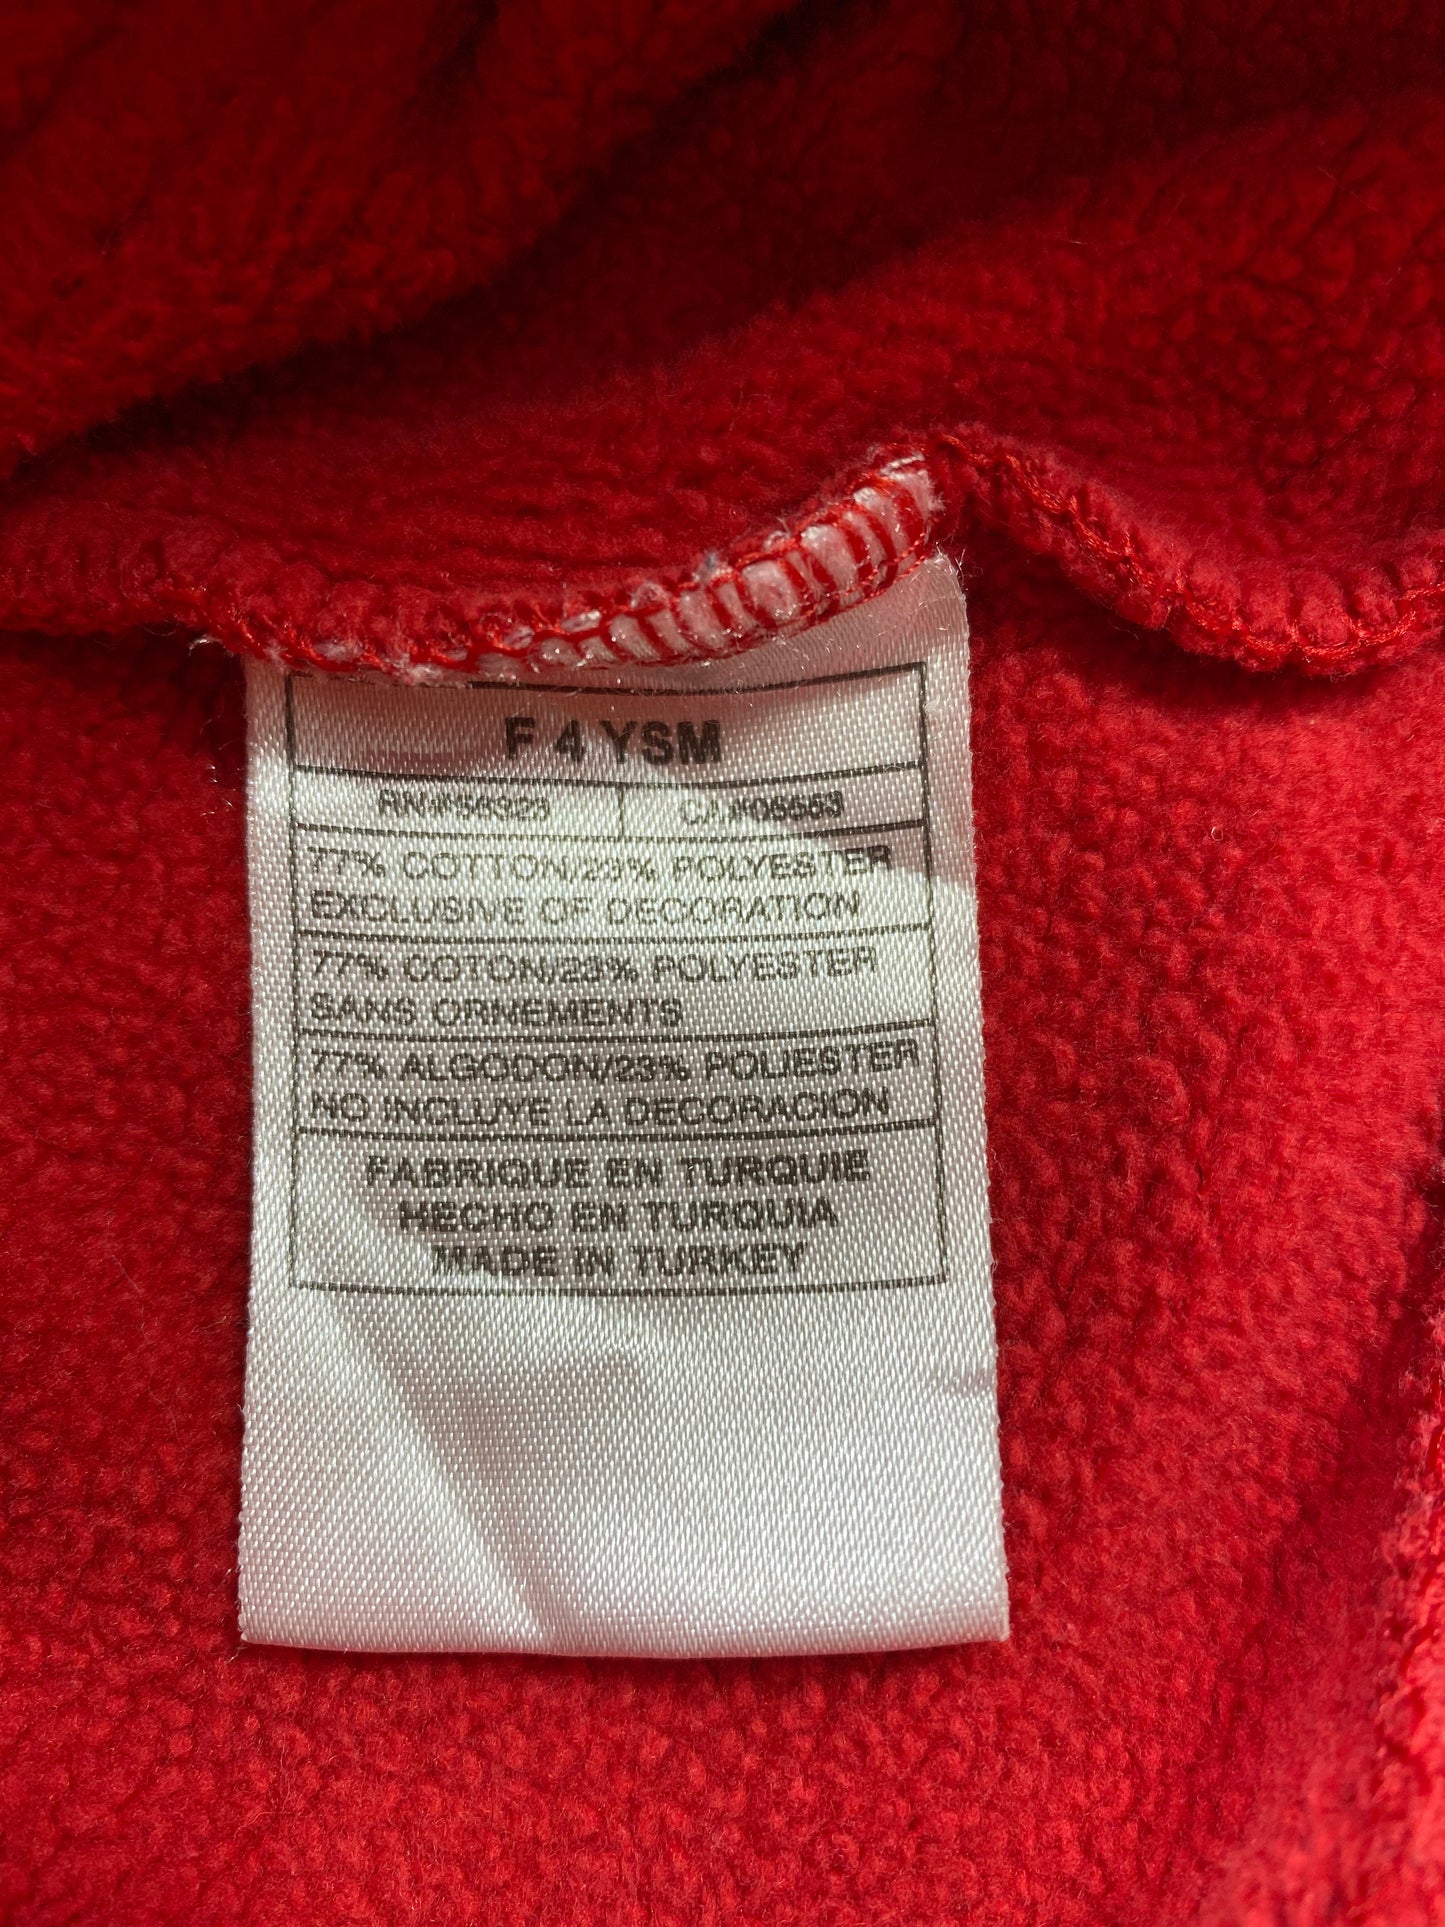 F 4 YSM
RN#56323 CA#05553
77% COTTON/23% POLYESTER
EXCLUSIVE OF DECORATION
77% COTON/23% POLYESTER
SANS ORNEMENTS
77% ALGODON/23% POLIESTER
NO INCLUYE LA DECORACION
FABRIQUE EN TURQUIE
HECHO EN TURQUIA
MADE IN TURKEY